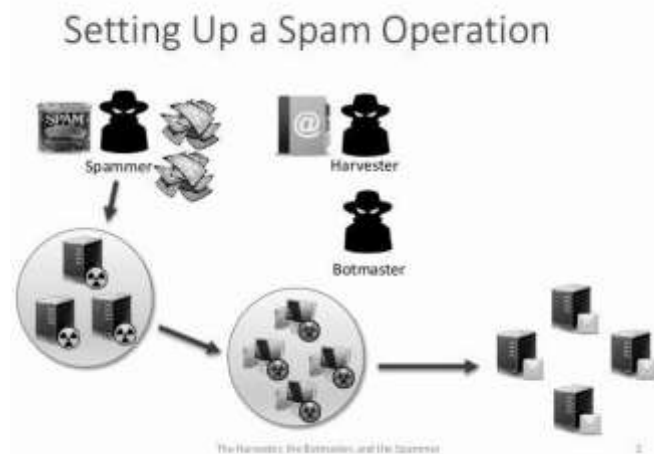 Setting Up a Spam Operation
SPAM
@
Spammer
Harvester
Botmaster
The Harvester, the Botmaster, and the Spammer